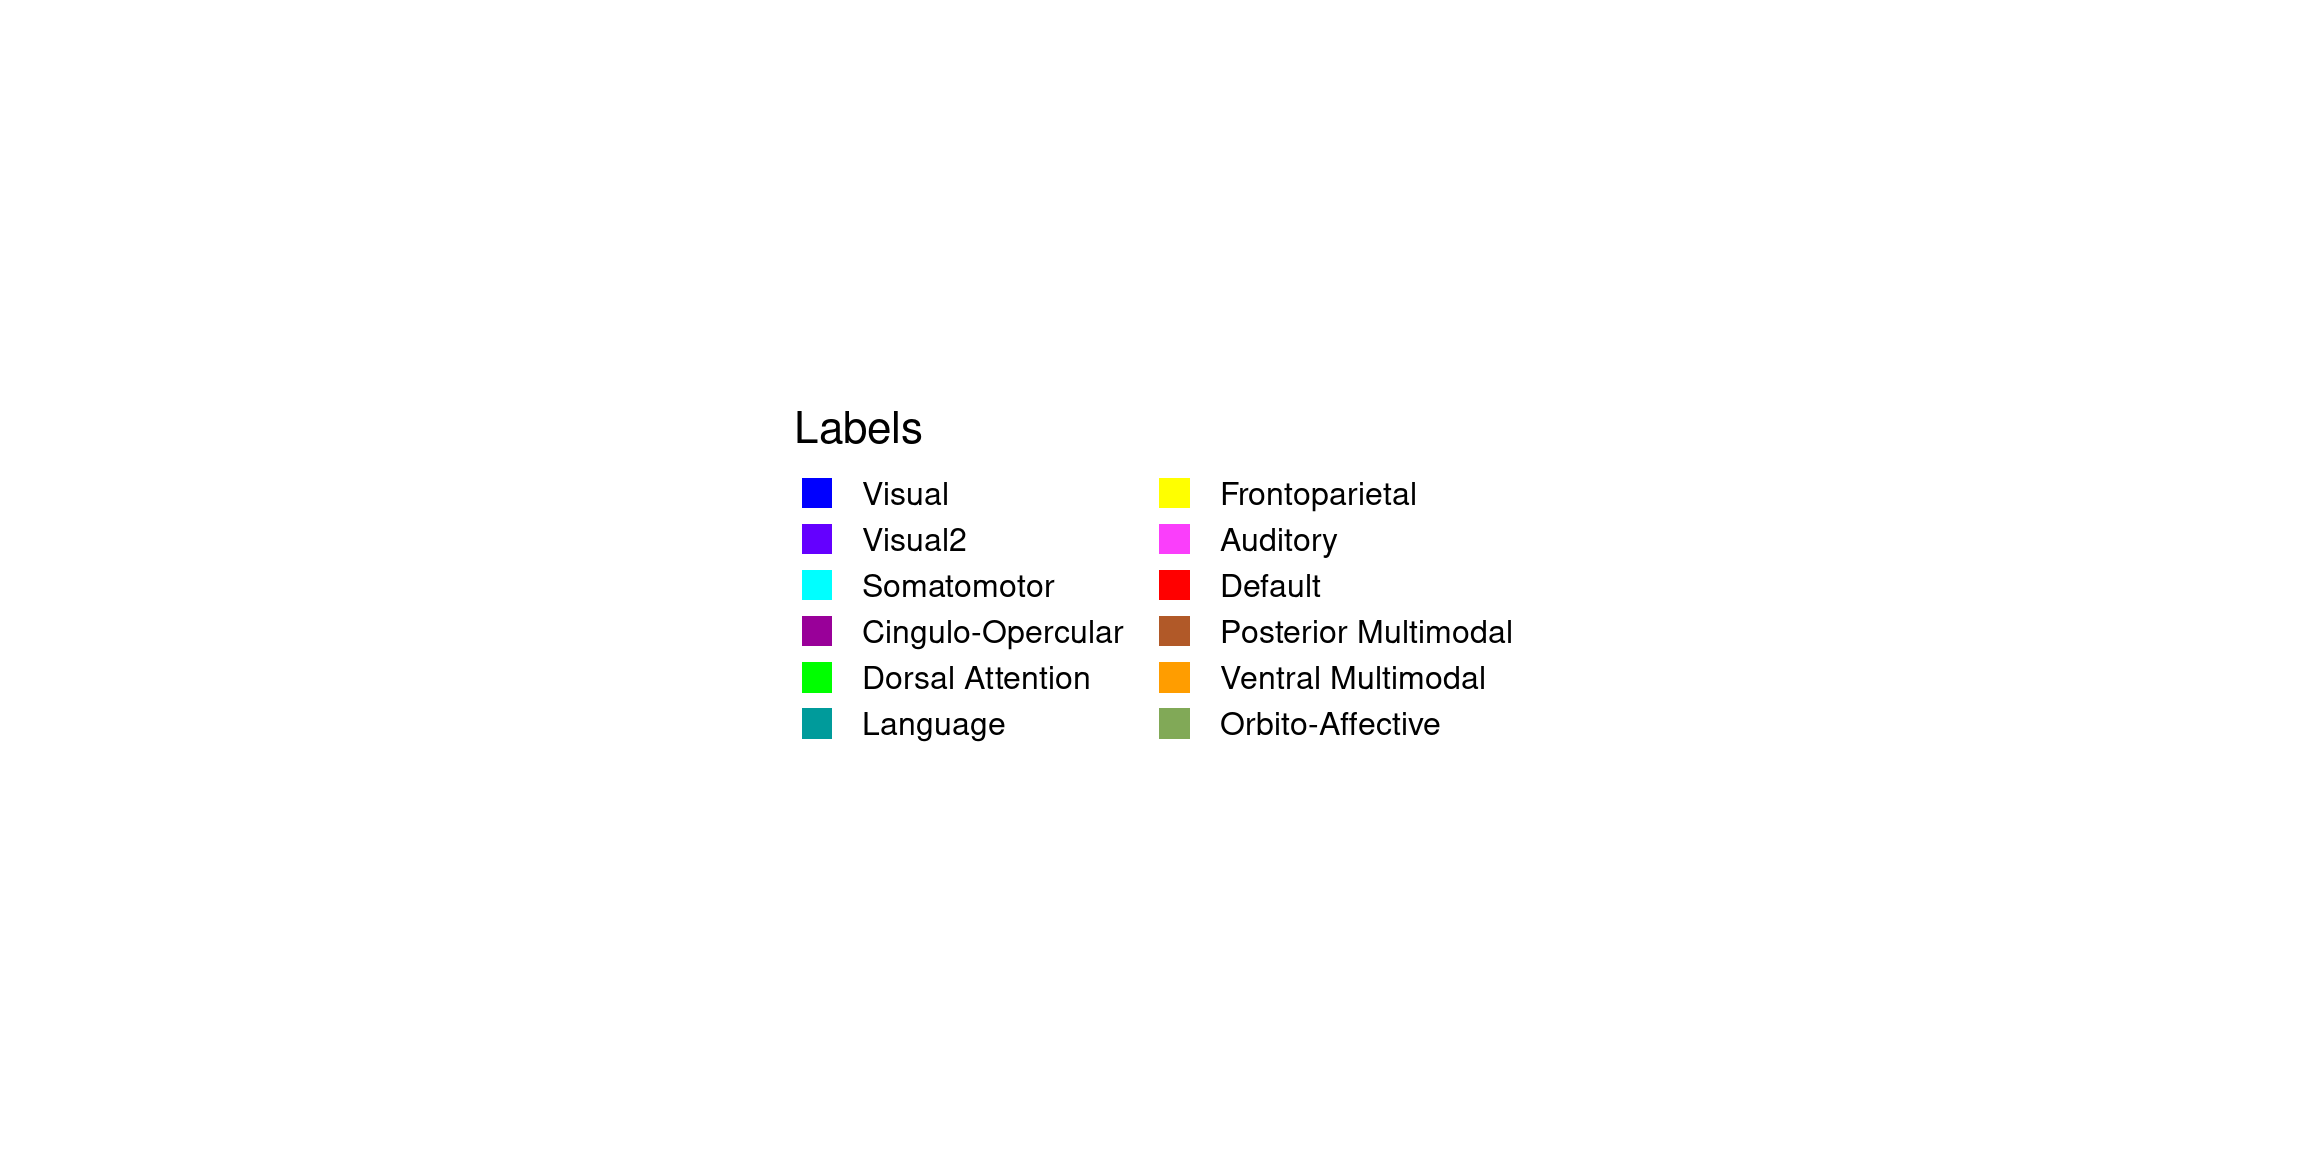 Labels
Visual
Visual2
Somatomotor
Cingulo-Opercular
Dorsal Attention
Language
Frontoparietal
Auditory
Default
Posterior Multimodal
Ventral Multimodal
Orbito-Affective